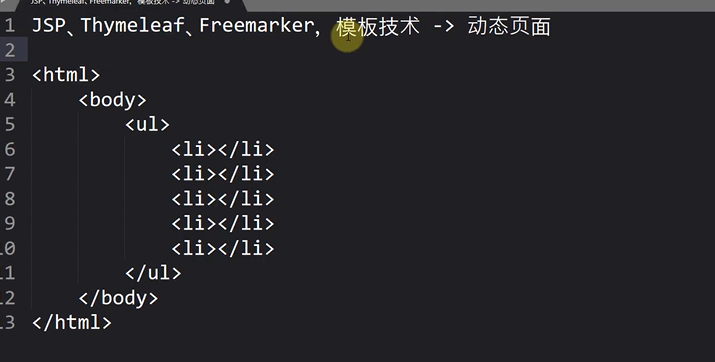 JSP、Thymeleaf、Freemarker, 模板技术 -> 动态页面
1 JSP、Thymeleaf、Freemarker, 模板技术 -> 动态页面
2
3 <html>
4     <body>
5         <ul>
6             <li></li>
7             <li></li>
8             <li></li>
9             <li></li>
10             <li></li>
11         </ul>
12     </body>
13 </html>